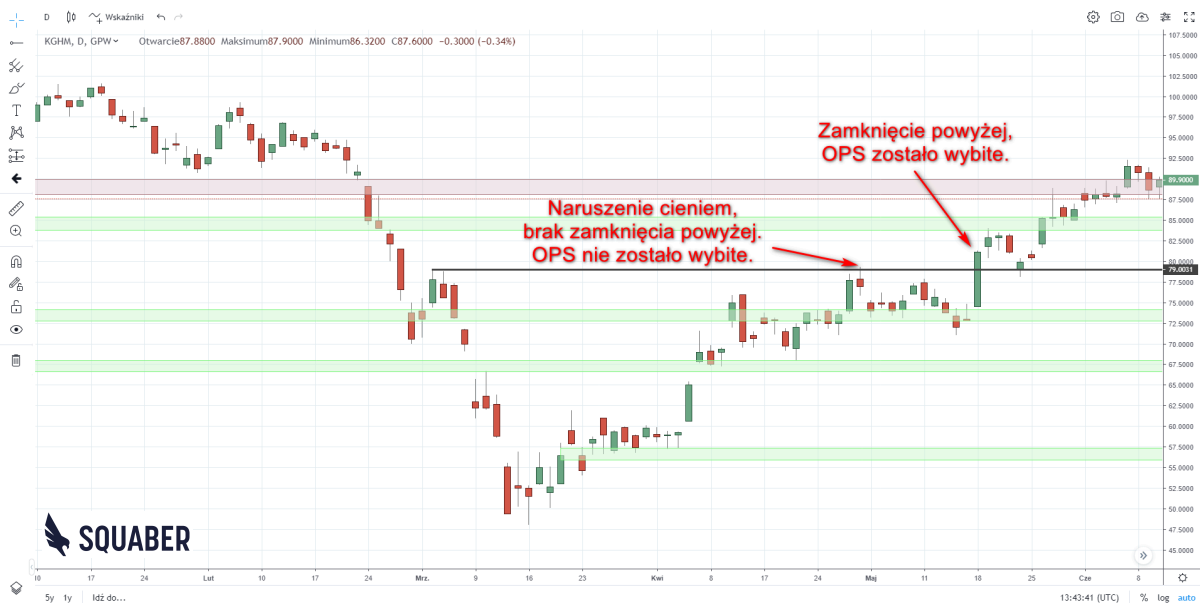 D Wskaźniki
KGHM, D, GPW Otwarcie87.8800 Maksimum87.9000 Minimum86.3200 C87.6000 −0.3000 (−0.34%)
107.5000
105.0000
102.5000
100.0000
97.5000
95.0000
92.5000
89.9000
87.5000
85.0000
82.5000
80.0000
79.0031
77.5000
75.0000
72.5000
70.0000
67.5000
65.0000
62.5000
60.0000
57.5000
55.0000
52.5000
50.0000
47.5000
45.0000
Zamknięcie powyżej,
OPS zostało wybite.
Naruszenie cieniem,
brak zamknięcia powyżej.
OPS nie zostało wybite.
SQUABER
10 17 24 Lut 10 17 24 Mrz. 9 16 23 Kwi 8 17 24 Maj 11 18 25 Cze 8
5y 1y Idź do... 13:43:41 (UTC) % log auto